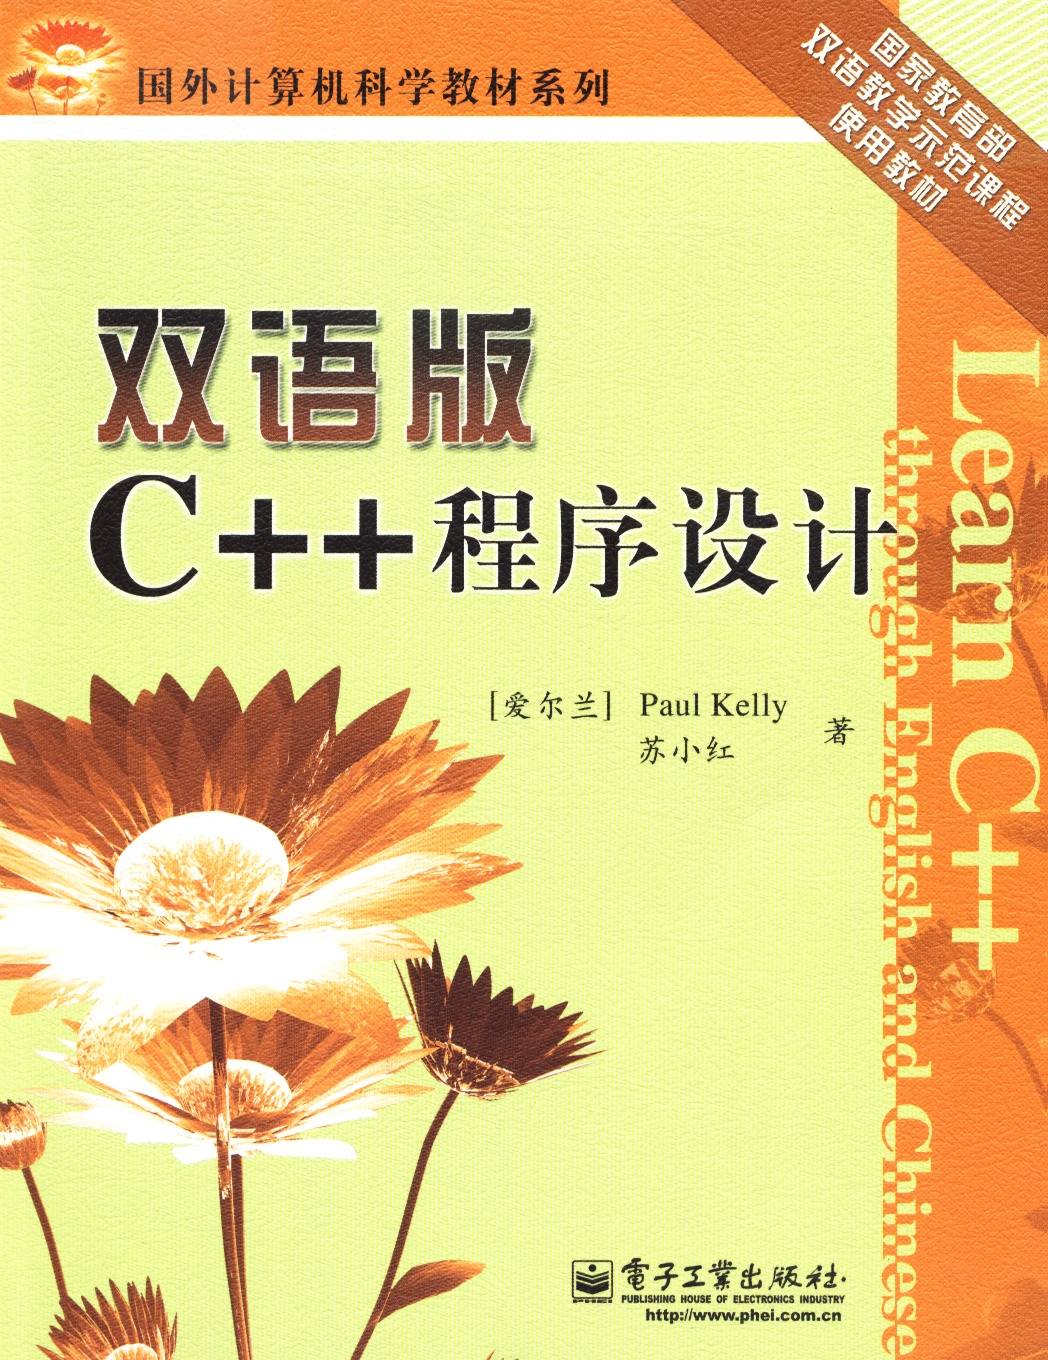 国外计算机科学教材系列
国家教育部
双语教学示范课程
使用教材
双语版
C++程序设计
[爱尔兰] Paul Kelly
苏小红
著
Learn C++
through English and Chinese
PHEI
電子工業出版社·
PUBLISHING HOUSE OF ELECTRONICS INDUSTRY
http://www.phei.com.cn